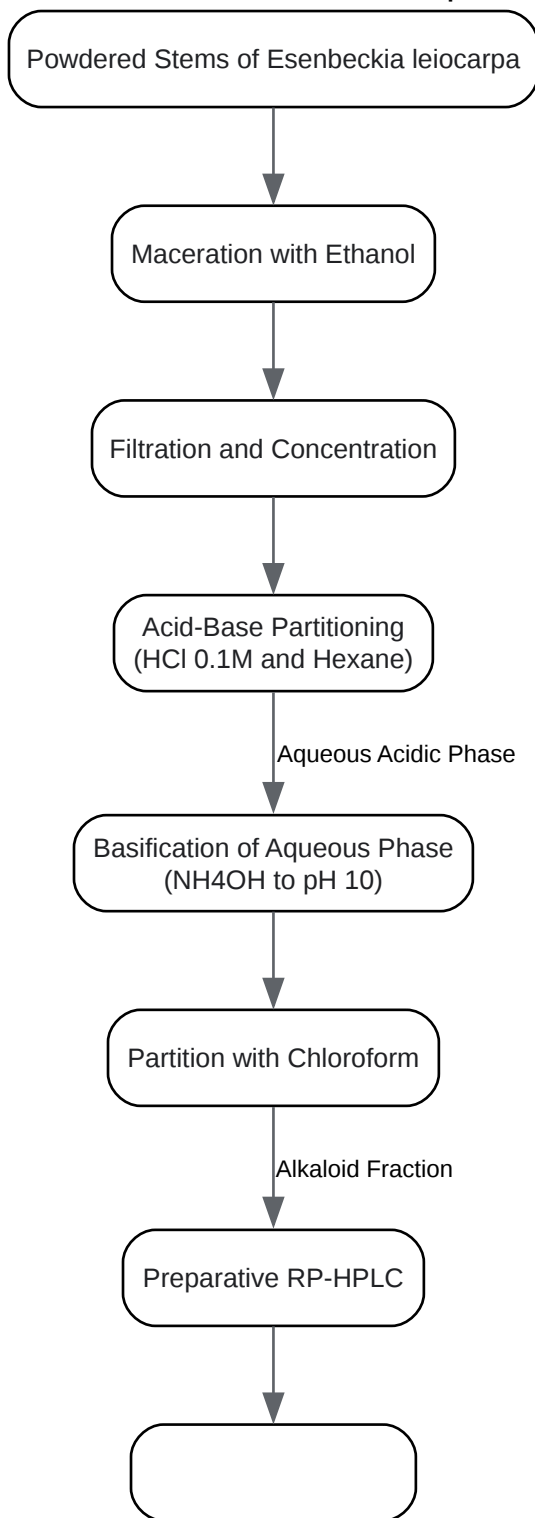 Powdered Stems of Esenbeckia leiocarpa
Maceration with Ethanol
Filtration and Concentration
Acid-Base Partitioning
(HCl 0.1M and Hexane)
Aqueous Acidic Phase
Basification of Aqueous Phase
(NH4OH to pH 10)
Partition with Chloroform
Alkaloid Fraction
Preparative RP-HPLC